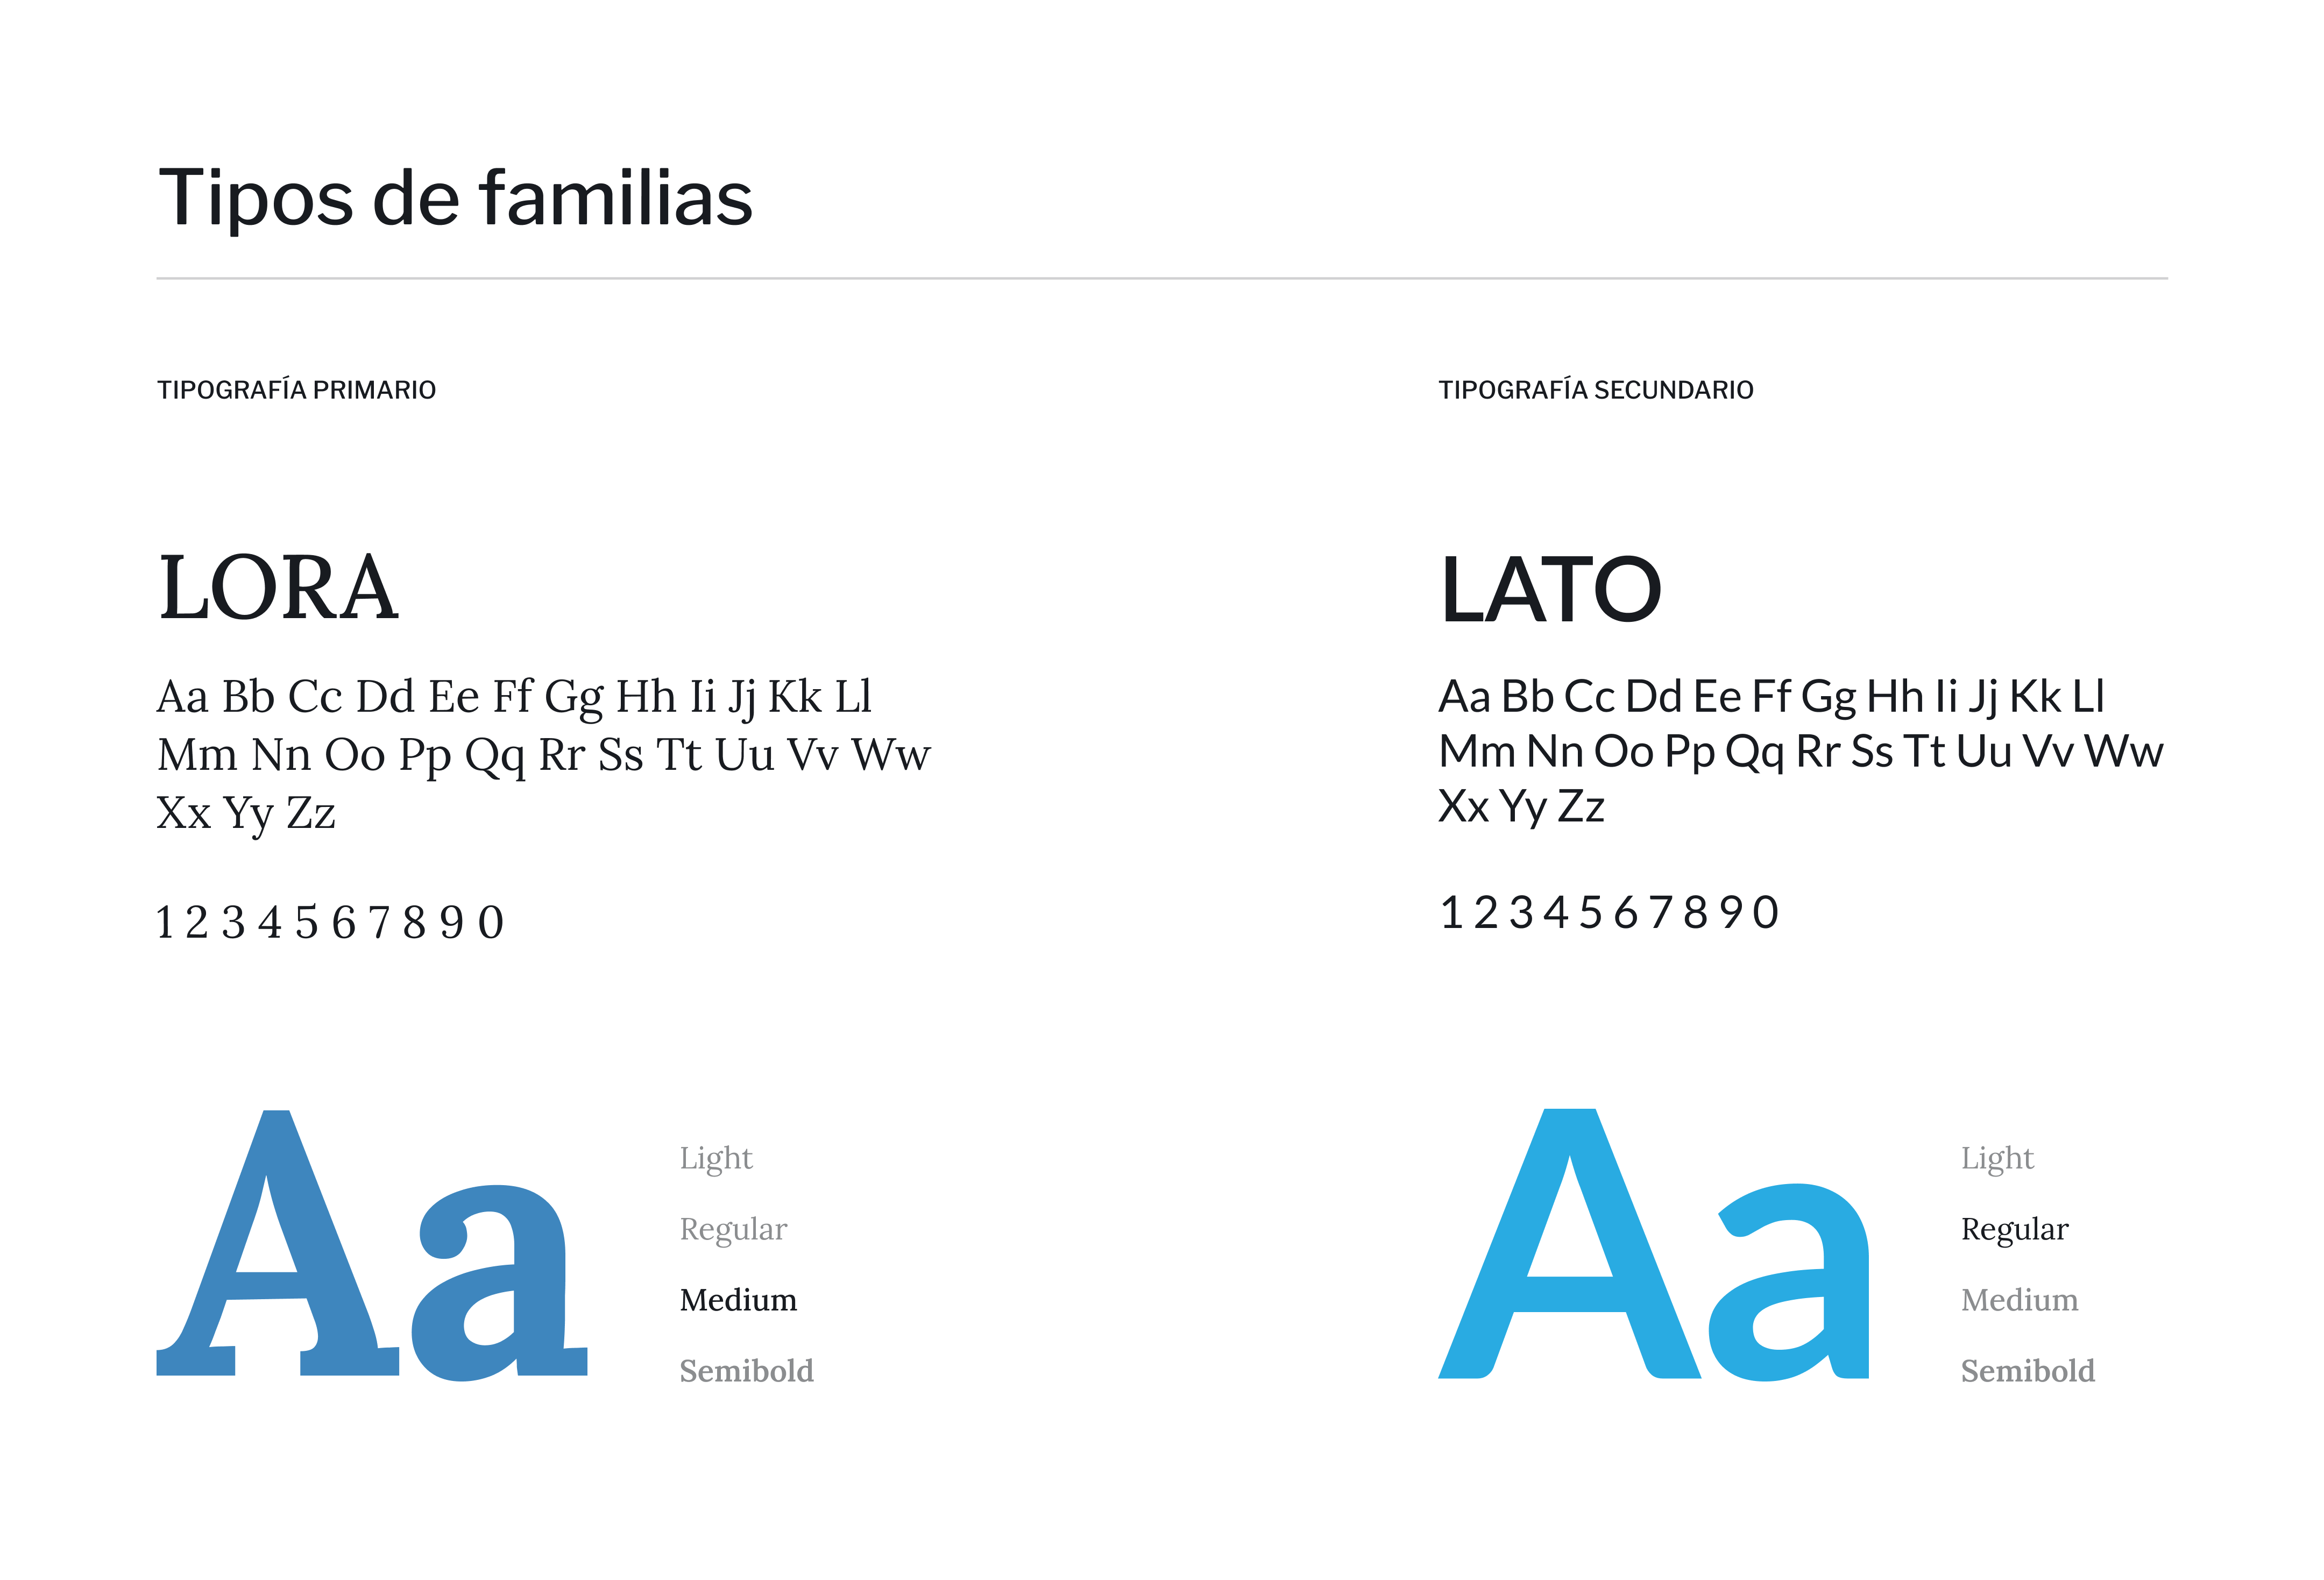 Tipos de familias
TIPOGRAFÍA PRIMARIO
LORA
Aa Bb Cc Dd Ee Ff Gg Hh Ii Jj Kk Ll
Mm Nn Oo Pp Qq Rr Ss Tt Uu Vv Ww
Xx Yy Zz
1 2 3 4 5 6 7 8 9 0
Aa
Light
Regular
Medium
Semibold
TIPOGRAFÍA SECUNDARIO
LATO
Aa Bb Cc Dd Ee Ff Gg Hh Ii Jj Kk Ll
Mm Nn Oo Pp Qq Rr Ss Tt Uu Vv Ww
Xx Yy Zz
1 2 3 4 5 6 7 8 9 0
Aa
Light
Regular
Medium
Semibold